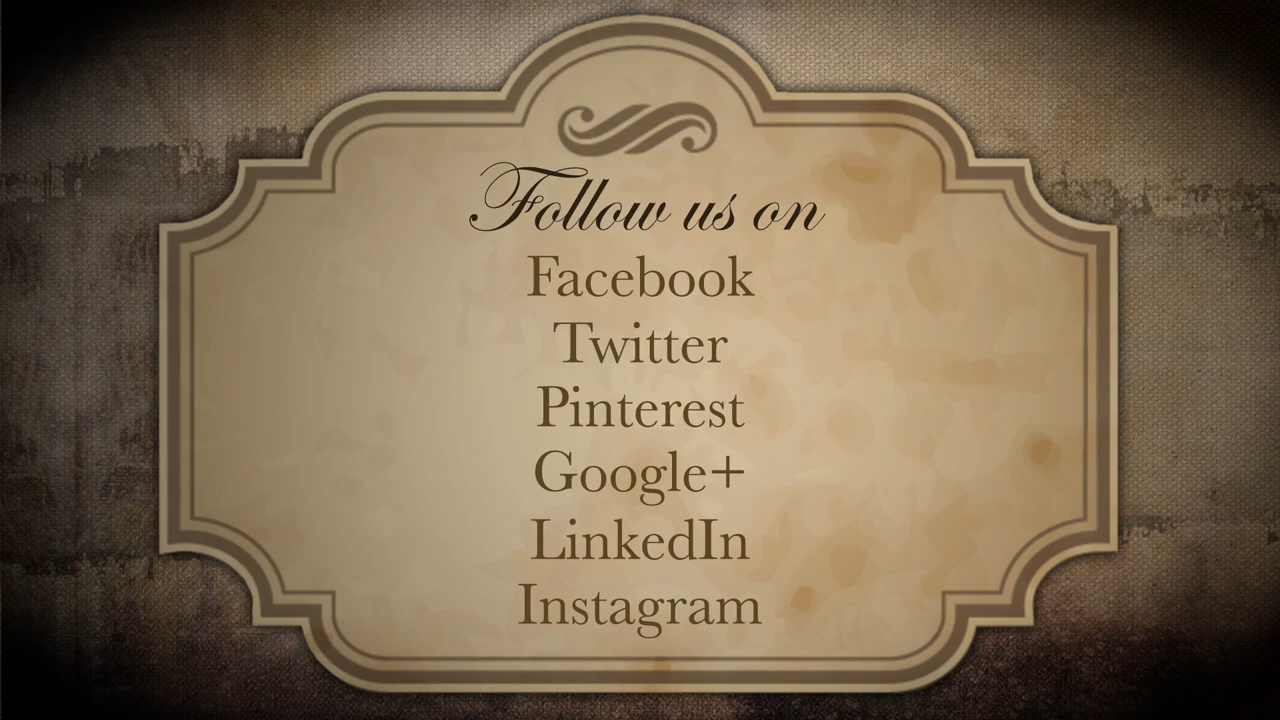 Follow us on
Facebook
Twitter
Pinterest
Google+
LinkedIn
Instagram